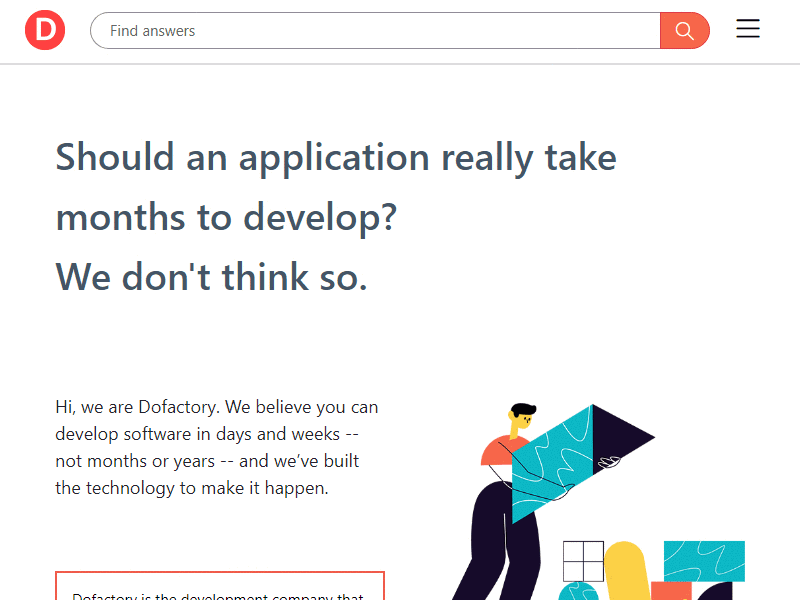 D
Find answers
Should an application really take
months to develop?
We don't think so.
Hi, we are Dofactory. We believe you can
develop software in days and weeks --
not months or years -- and we’ve built
the technology to make it happen.
Dofactory is the development company that